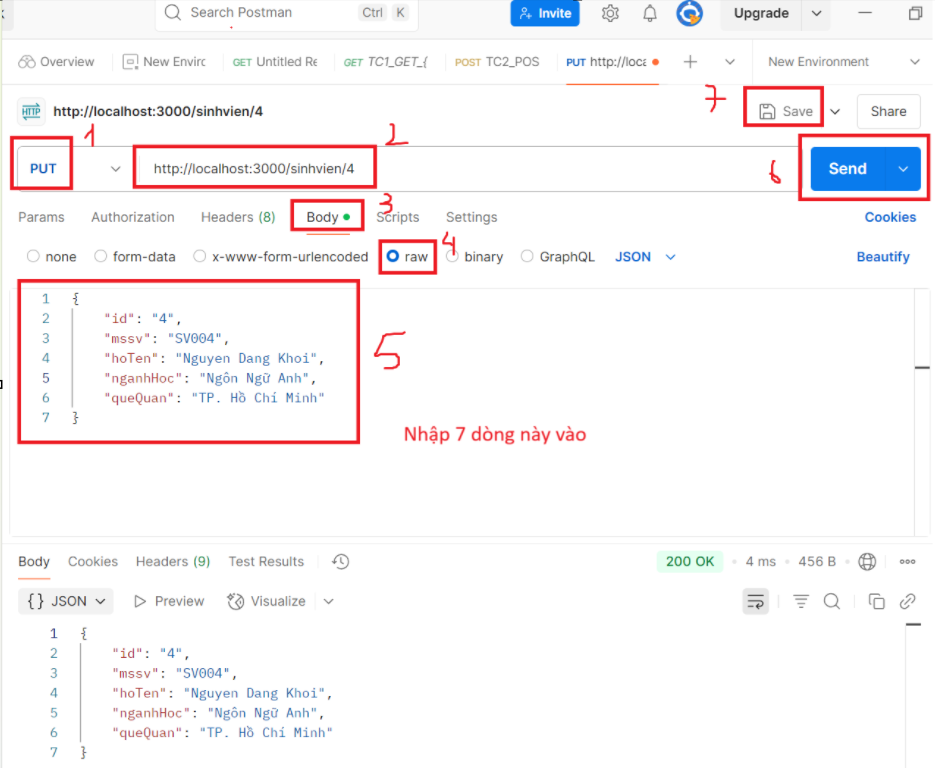 Search Postman Ctrl K Invite Upgrade
Overview New Enviro GET Untitled Re GET TC1_GET_{ POST TC2_POS PUT http://loca New Environment
HTTP http://localhost:3000/sinhvien/4 7 Save Share
1 2
PUT http://localhost:3000/sinhvien/4 6 Send
3
Params Authorization Headers (8) Body Scripts Settings Cookies
4
none form-data x-www-form-urlencoded raw binary GraphQL JSON Beautify
1 {
2 "id": "4",
3 "mssv": "SV004",
4 "hoTen": "Nguyen Dang Khoi",
5 "nganhHoc": "Ngôn Ngữ Anh",
6 "queQuan": "TP. Hồ Chí Minh"
7 }
5
Nhập 7 dòng này vào
Body Cookies Headers (9) Test Results 200 OK • 4 ms • 456 B
{} JSON Preview Visualize
1 {
2 "id": "4",
3 "mssv": "SV004",
4 "hoTen": "Nguyen Dang Khoi",
5 "nganhHoc": "Ngôn Ngữ Anh",
6 "queQuan": "TP. Hồ Chí Minh"
7 }